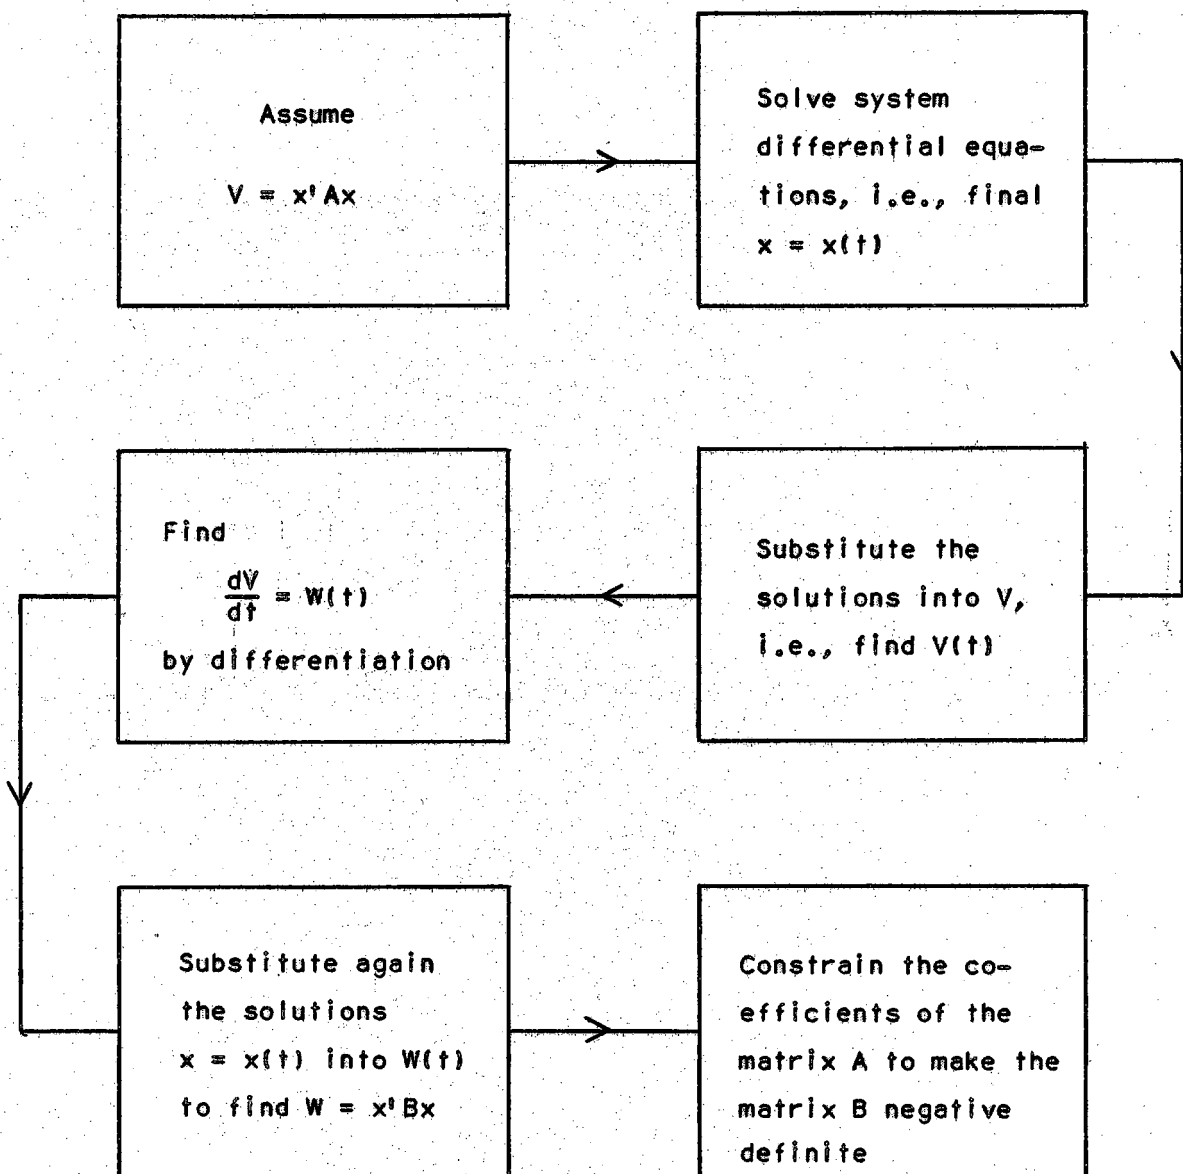 Assume
V = x'Ax
Solve system
differential equa-
tions, i.e., final
x = x(t)
Substitute the
solutions into V,
i.e., find V(t)
Find
dV/dt = W(t)
by differentiation
Substitute again
the solutions
x = x(t) into W(t)
to find W = x'Bx
Constrain the co-
efficients of the
matrix A to make the
matrix B negative
definite